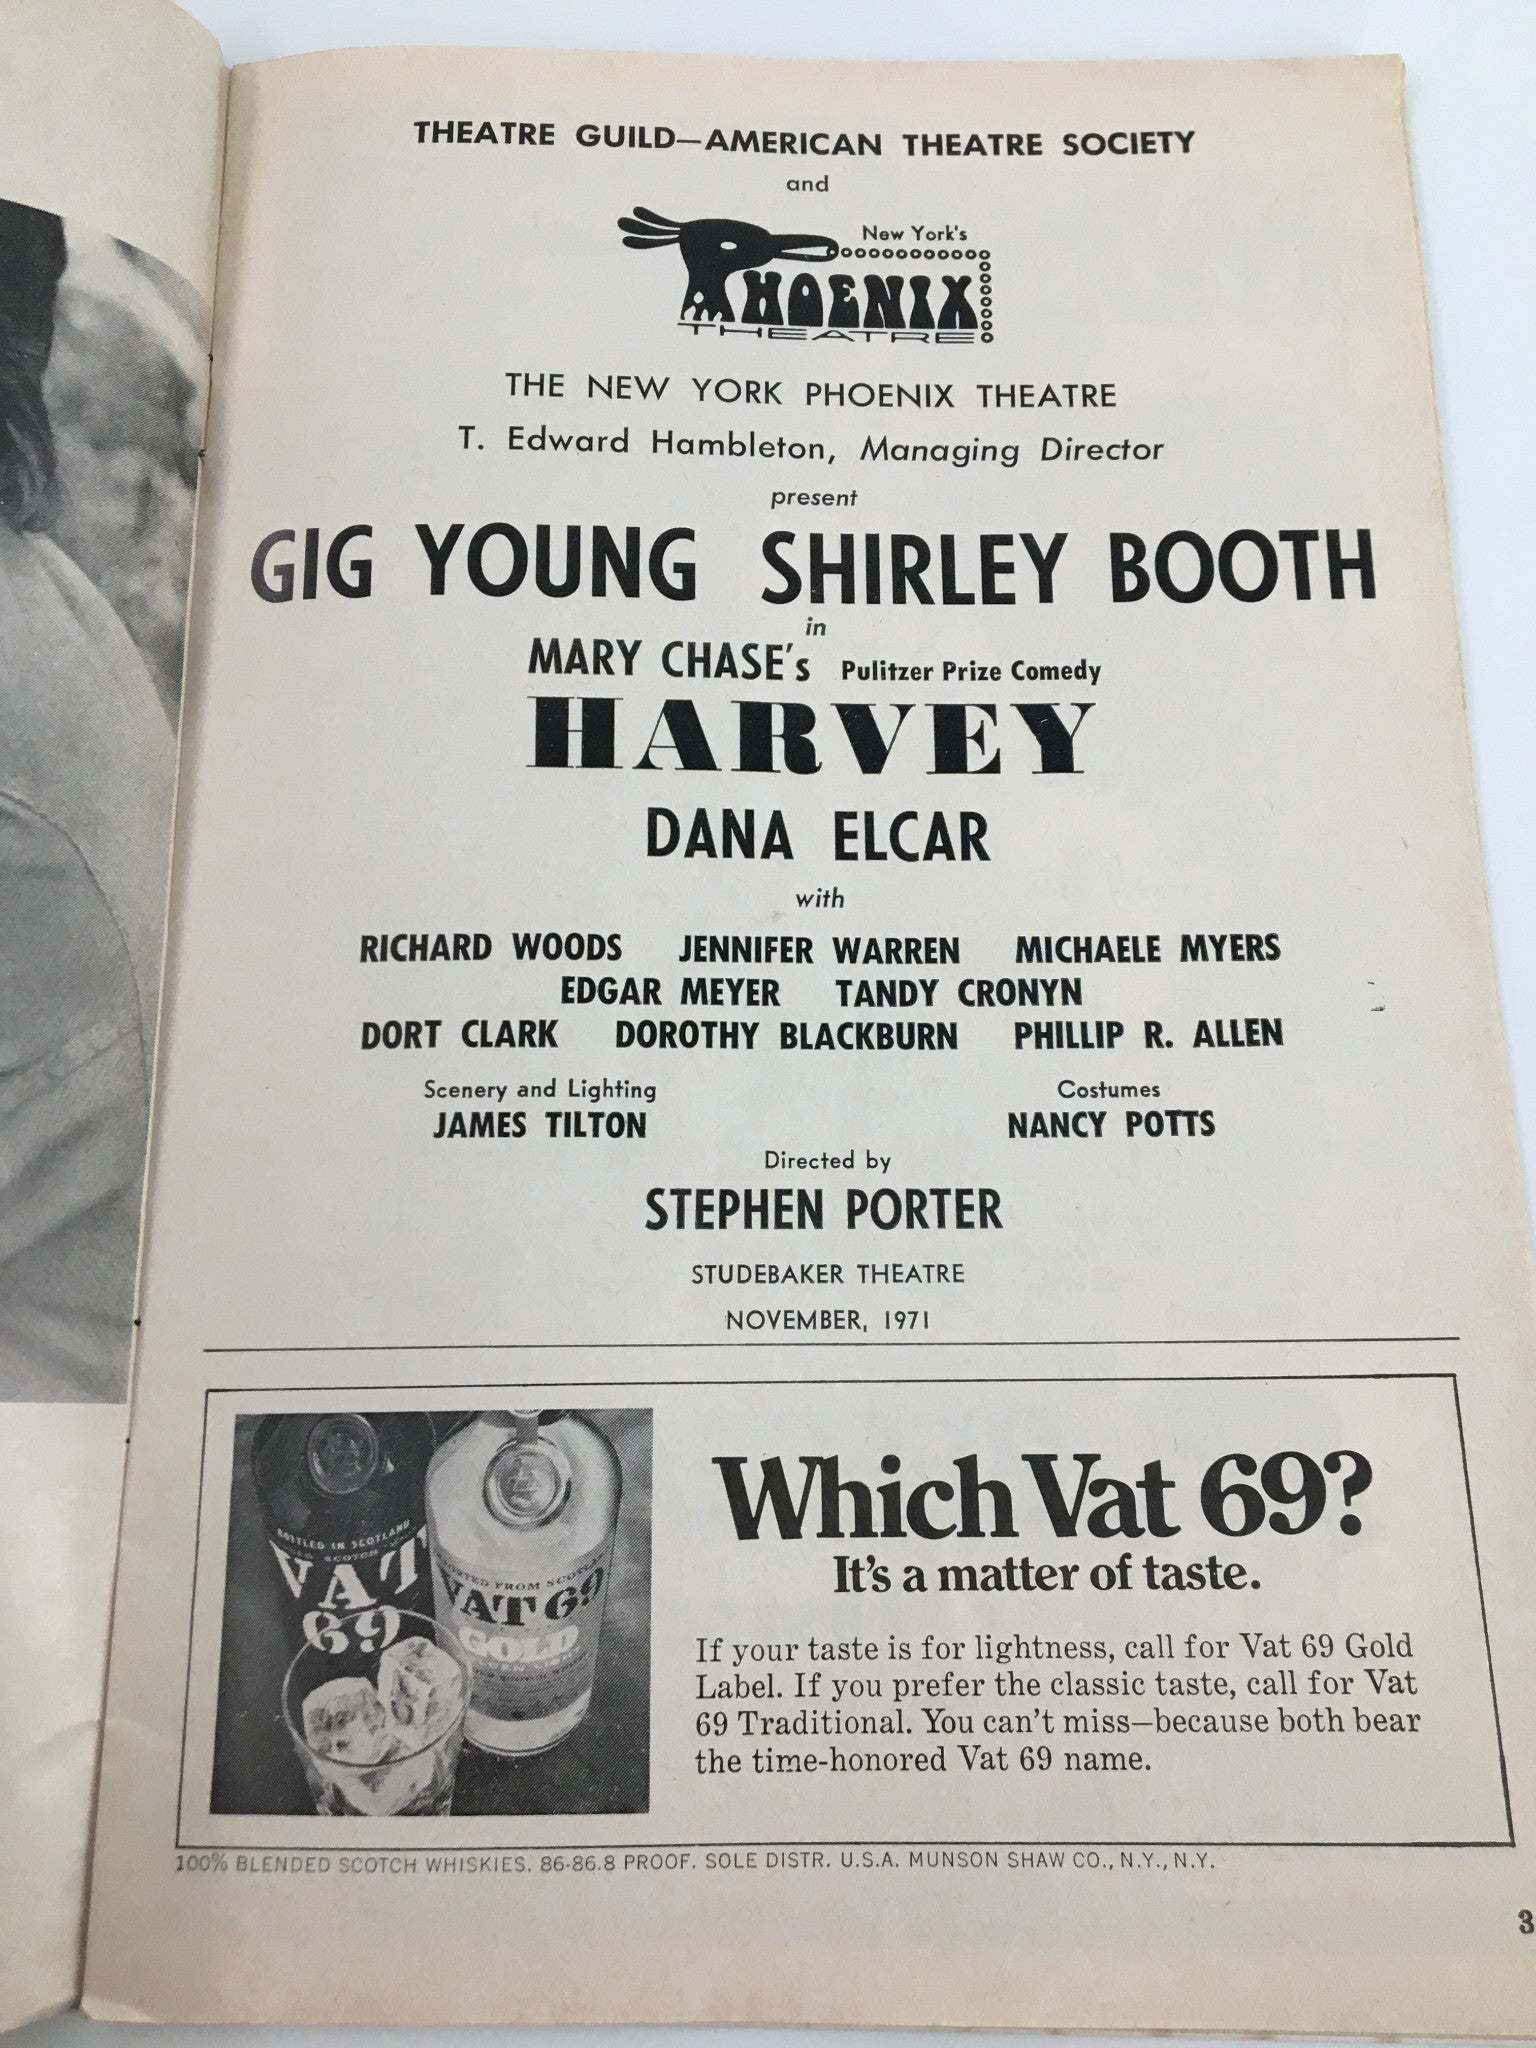 THEATRE GUILD—AMERICAN THEATRE SOCIETY
and
New York's
PHOENIX
THEATRE
THE NEW YORK PHOENIX THEATRE
T. Edward Hambleton, Managing Director
present
GIG YOUNG SHIRLEY BOOTH
in
MARY CHASE's Pulitzer Prize Comedy
HARVEY
DANA ELCAR
with
RICHARD WOODS JENNIFER WARREN MICHAELE MYERS
EDGAR MEYER TANDY CRONYN
DORT CLARK DOROTHY BLACKBURN PHILLIP R. ALLEN
Scenery and Lighting
JAMES TILTON
Costumes
NANCY POTTS
Directed by
STEPHEN PORTER
STUDEBAKER THEATRE
NOVEMBER, 1971
BOTTLED IN SCOTLAND
SCOTCH
VAT
69
FROM SCOTLAND
VAT 69
GOLD
Which Vat 69?
It's a matter of taste.
If your taste is for lightness, call for Vat 69 Gold
Label. If you prefer the classic taste, call for Vat
69 Traditional. You can't miss—because both bear
the time-honored Vat 69 name.
100% BLENDED SCOTCH WHISKIES. 86-86.8 PROOF. SOLE DISTR. U.S.A. MUNSON SHAW CO., N.Y., N.Y.
3